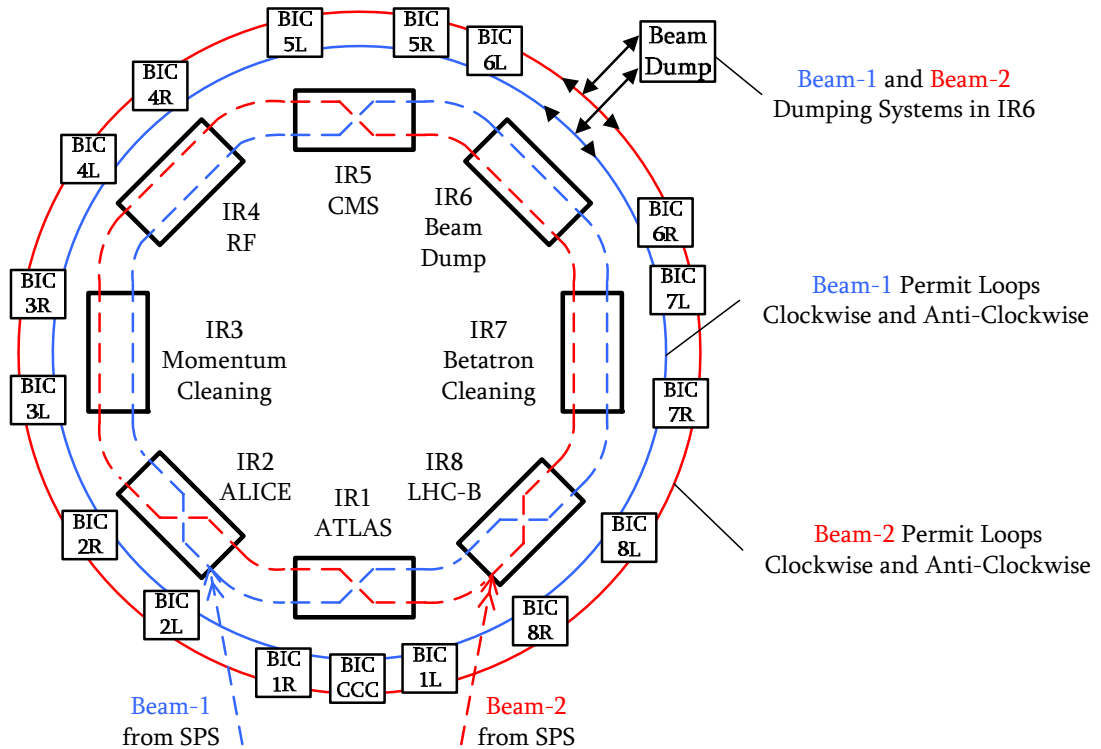 BIC
5L
BIC
5R
BIC
6L
Beam
Dump
Beam-1 and Beam-2
Dumping Systems in IR6
BIC
4R
BIC
4L
IR5
CMS
IR4
RF
IR6
Beam
Dump
BIC
6R
BIC
7L
Beam-1 Permit Loops
Clockwise and Anti-Clockwise
BIC
3R
IR3
Momentum
Cleaning
IR7
Betatron
Cleaning
BIC
3L
BIC
7R
IR2
ALICE
IR8
LHC-B
IR1
ATLAS
BIC
2R
BIC
8L
Beam-2 Permit Loops
Clockwise and Anti-Clockwise
BIC
2L
BIC
8R
BIC
1R
BIC
CCC
BIC
1L
Beam-1
from SPS
Beam-2
from SPS